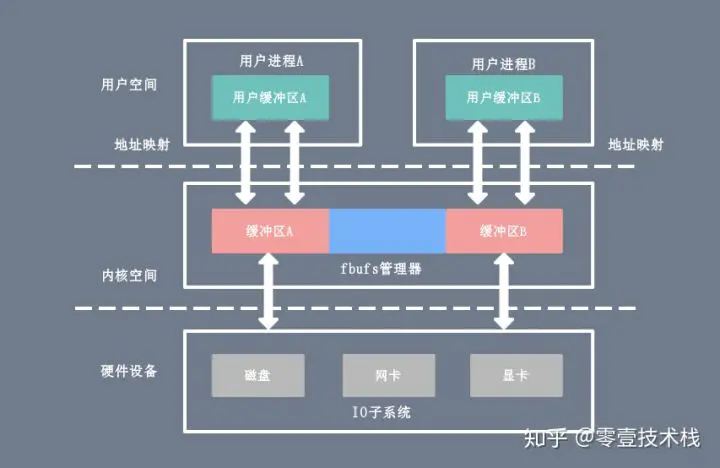 用户进程A
用户进程B
用户空间
用户缓冲区A
用户缓冲区B
地址映射
地址映射
缓冲区A
缓冲区B
内核空间
fbufs管理器
硬件设备
磁盘
网卡
显卡
IO子系统
知乎 @零壹技术栈